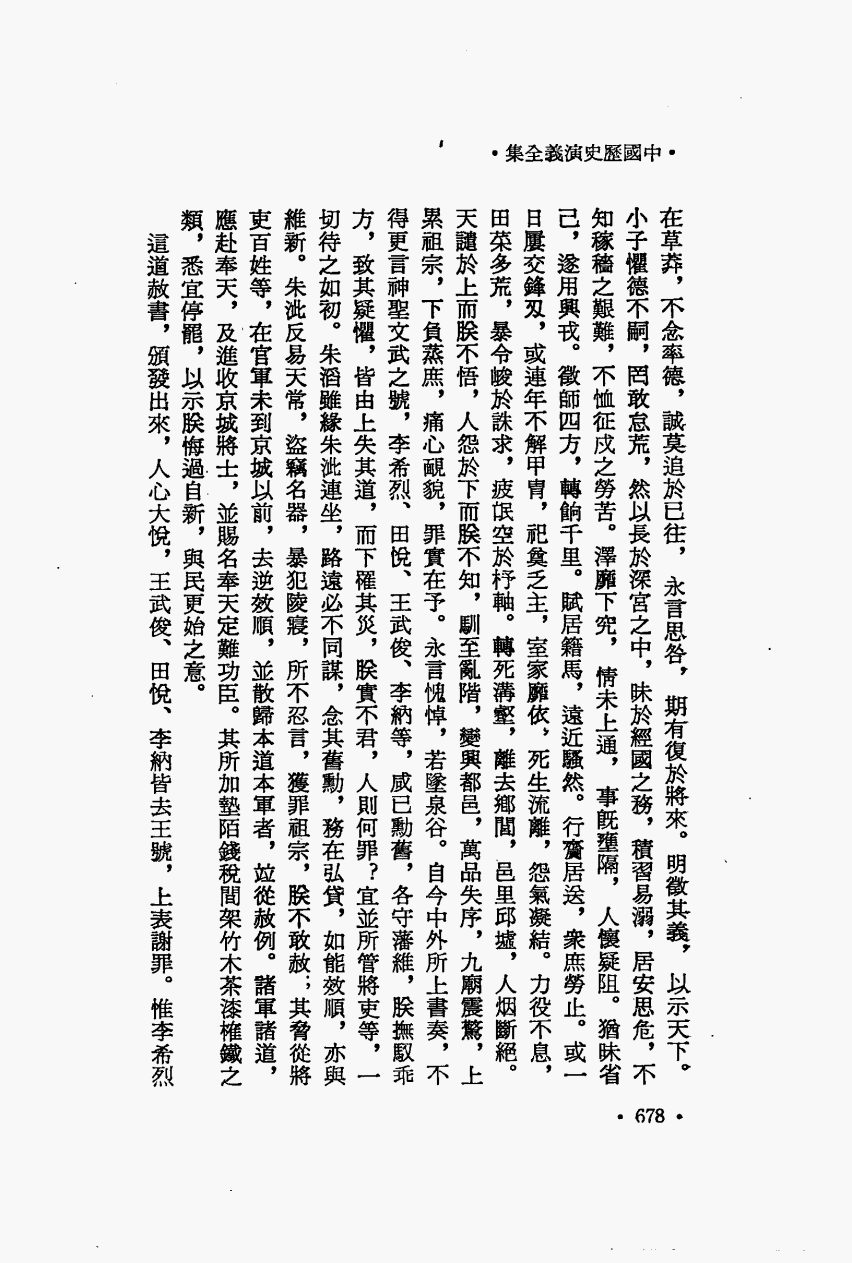 •中國歷史演義全集•
在草莽，不念率德，誠莫追於已往，永言思咎，期有復於將來。明徵其義，以示天下。
小子懼德不嗣，罔敢怠荒，然以長於深宮之中，昧於經國之務，積習易溺，居安思危，不
知稼穡之艱難，不恤征戍之勞苦。澤靡下究，情未上通，事既壅隔，人懷疑阻。猶昧省
己，遂用興戎。徵師四方，轉餉千里。賦居籍馬，遠近騷然。行齎居送，衆庶勞止。或一
日屢交鋒刄，或連年不解甲冑，祀奠乏主，室家靡依，死生流離，怨氣凝結。力役不息，
田菜多荒，暴令峻於誅求，疲氓空於杼軸。轉死溝壑，離去鄉閭，邑里邱墟，人烟斷絕。
天譴於上而朕不悟，人怨於下而朕不知，馴至亂階，變興都邑，萬品失序，九廟震驚，上
累祖宗，下負蒸庶，痛心靦貌，罪實在予。永言愧悼，若墜泉谷。自今中外所上書奏，不
得更言神聖文武之號，李希烈、田悅、王武俊、李納等，咸已勳舊，各守藩維，朕撫馭乖
方，致其疑懼，皆由上失其道，而下罹其災，朕實不君，人則何罪？宜並所管將吏等，一
切待之如初。朱滔雖緣朱泚連坐，路遠必不同謀，念其舊勳，務在弘貸，如能效順，亦與
維新。朱泚反易天常，盜竊名器，暴犯陵寢，所不忍言，獲罪祖宗，朕不敢赦；其脅從將
吏百姓等，在官軍未到京城以前，去逆效順，並散歸本道本軍者，竝從赦例。諸軍諸道，
應赴奉天，及進收京城將士，並賜名奉天定難功臣。其所加墊陌錢稅間架竹木茶漆榷鐵之
類，悉宜停罷，以示朕悔過自新，與民更始之意。
這道赦書，頒發出來，人心大悅，王武俊、田悅、李納皆去王號，上表謝罪。惟李希烈
•678•